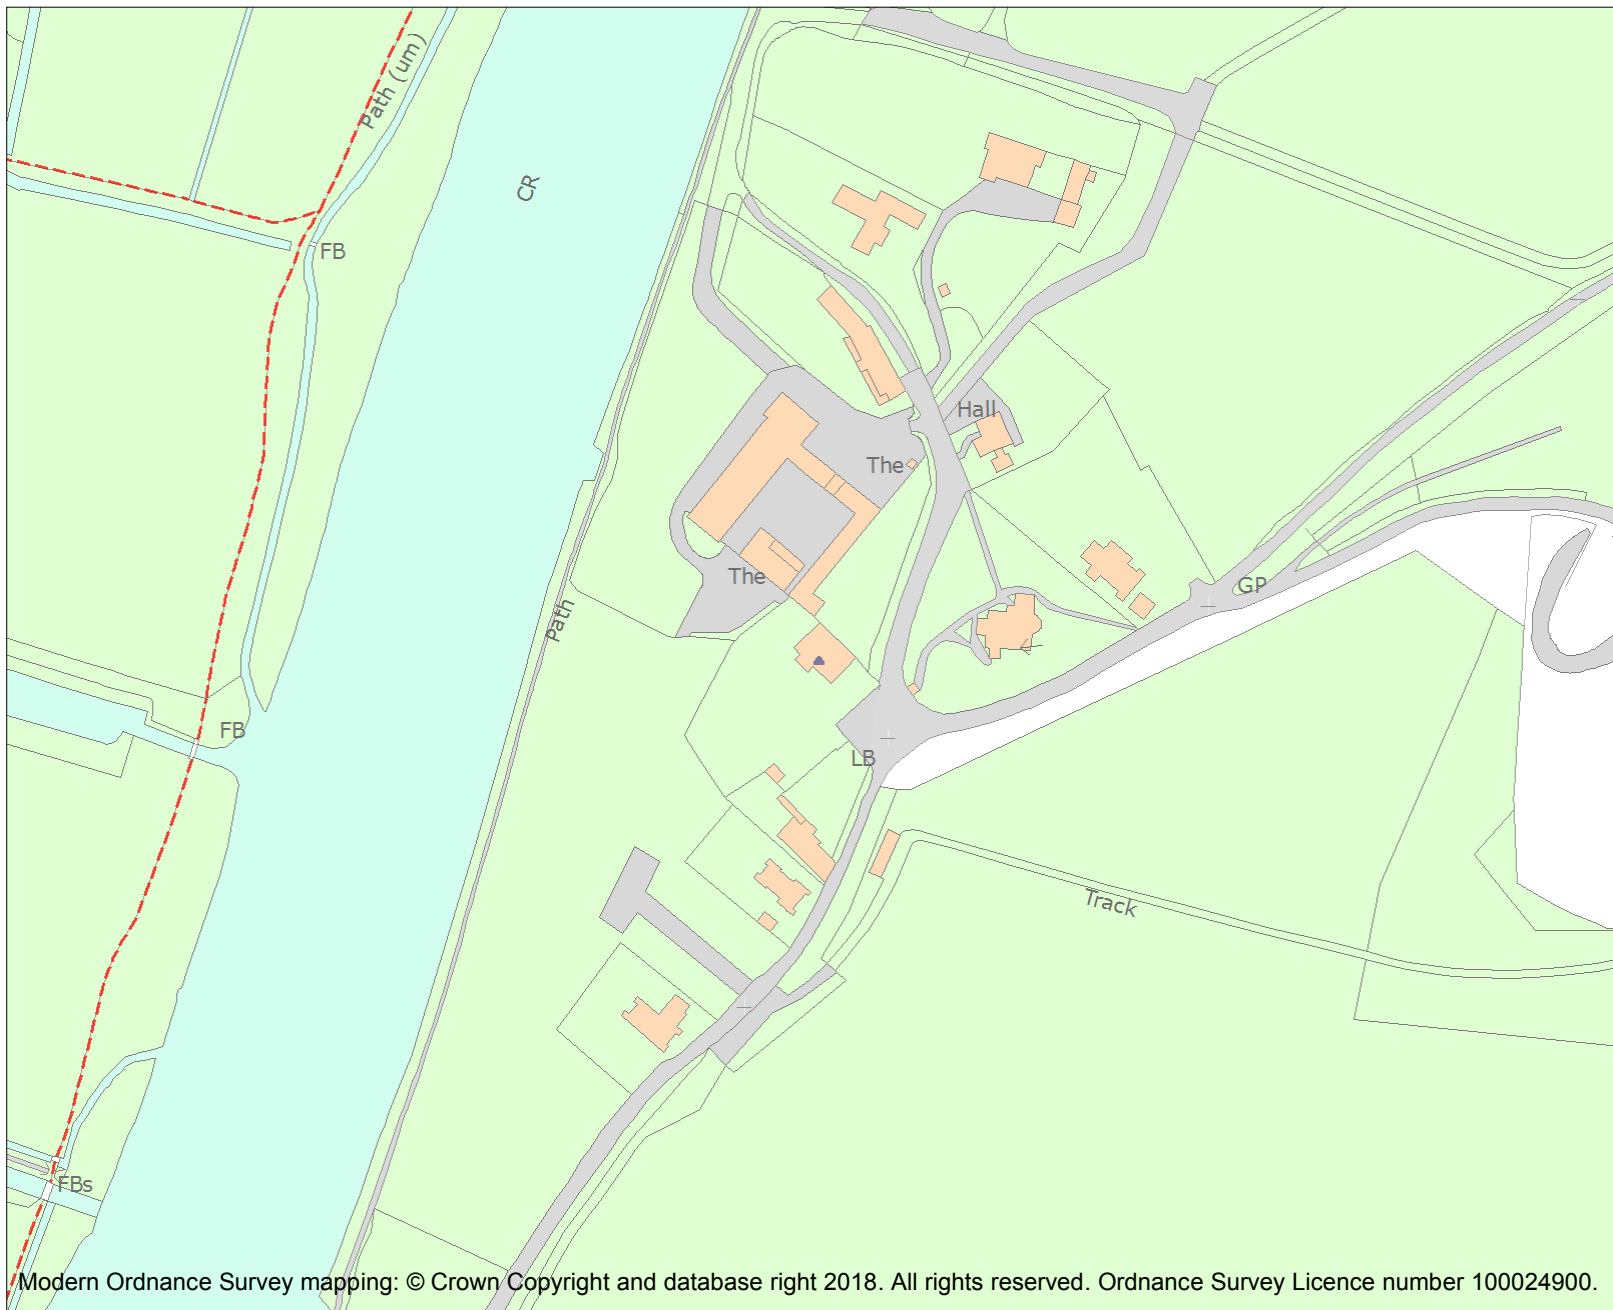 Path (um)
CR
FB
Hall
The
The
GP
Path
FB
LB
Track
FBs
Modern Ordnance Survey mapping: © Crown Copyright and database right 2018. All rights reserved. Ordnance Survey Licence number 100024900.